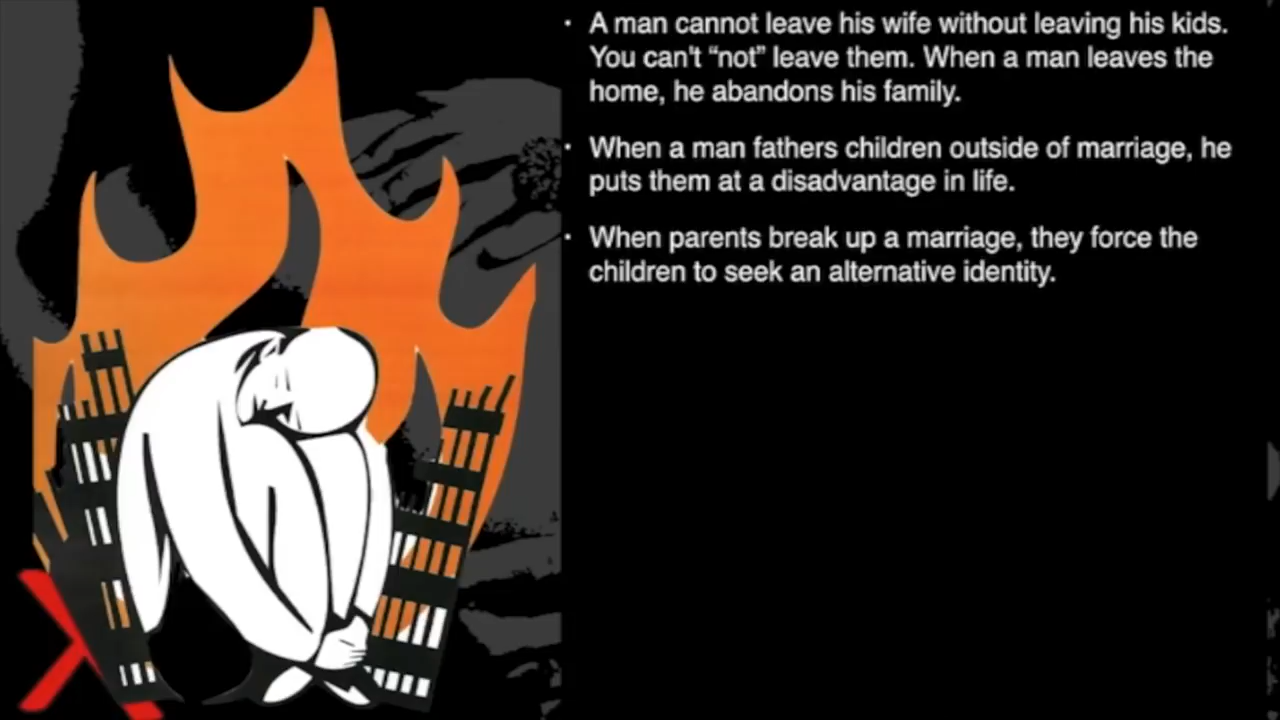 • A man cannot leave his wife without leaving his kids.
You can't “not” leave them. When a man leaves the
home, he abandons his family.
• When a man fathers children outside of marriage, he
puts them at a disadvantage in life.
• When parents break up a marriage, they force the
children to seek an alternative identity.